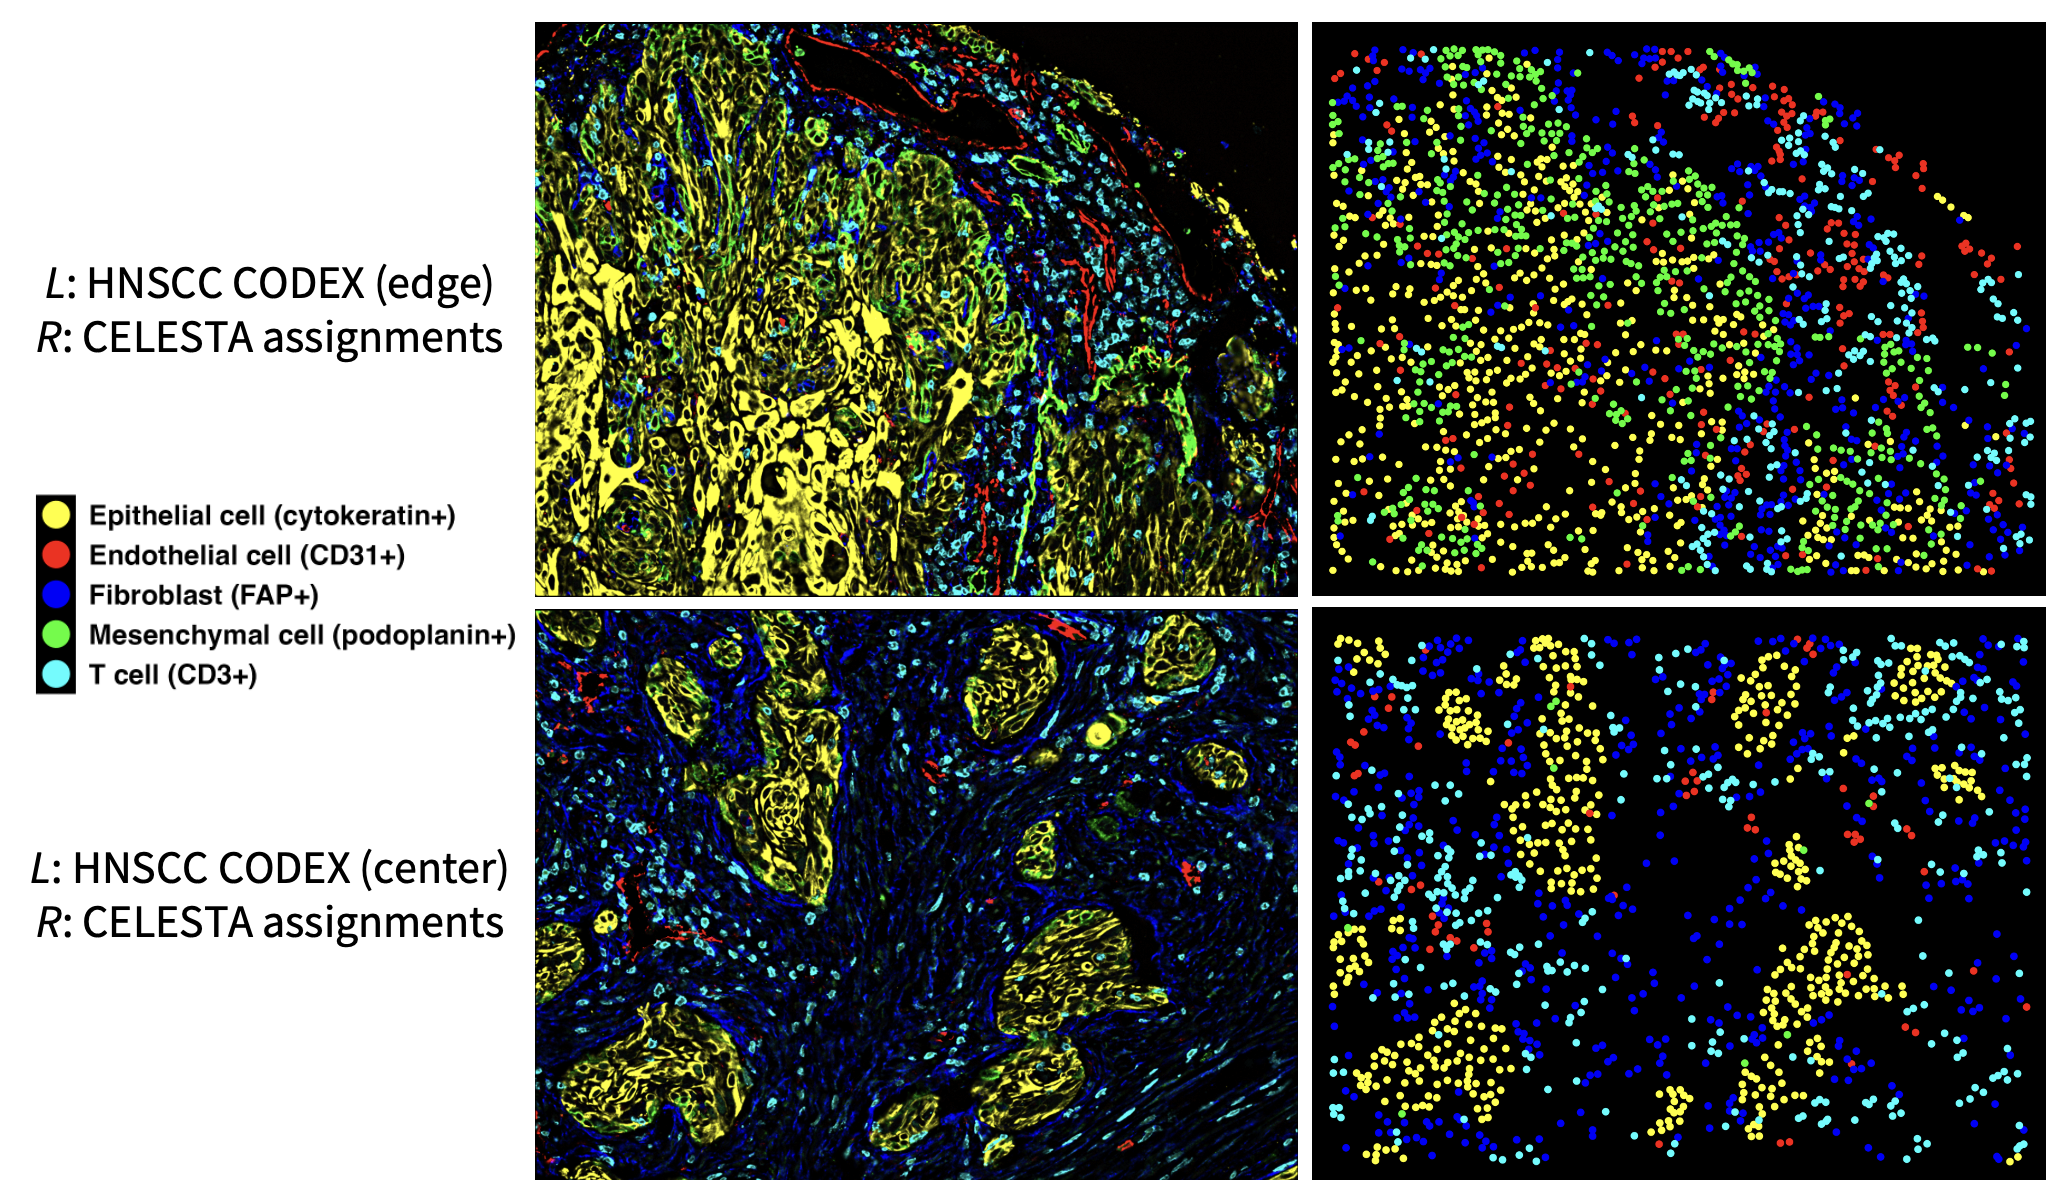 L: HNSCC CODEX (edge)
R: CELESTA assignments
Epithelial cell (cytokeratin+)
Endothelial cell (CD31+)
Fibroblast (FAP+)
Mesenchymal cell (podoplanin+)
T cell (CD3+)
L: HNSCC CODEX (center)
R: CELESTA assignments